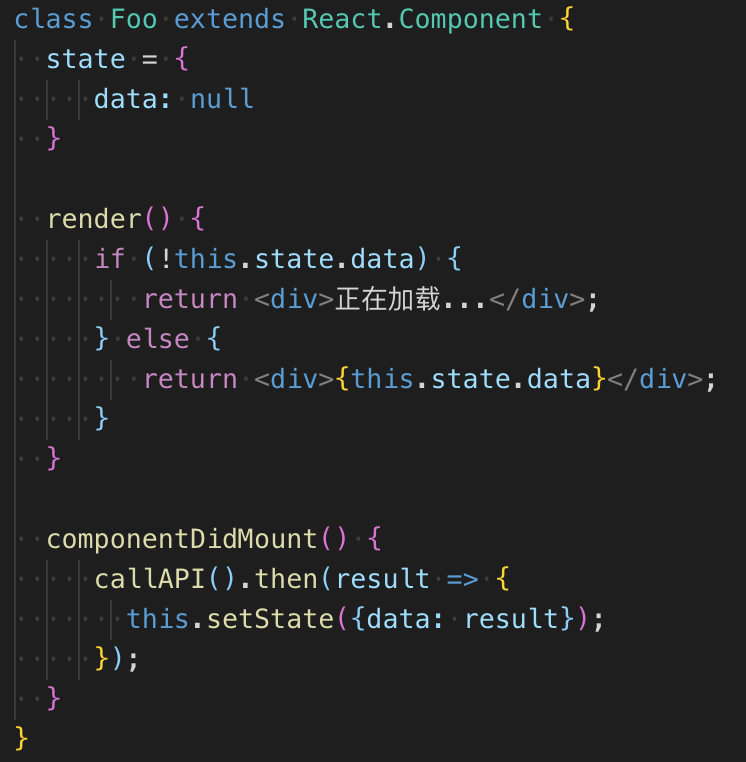 class Foo extends React.Component {
  state = {
     data: null
  }

  render() {
     if (!this.state.data) {
        return <div>正在加载...</div>;
     } else {
        return <div>{this.state.data}</div>;
     }
  }

  componentDidMount() {
     callAPI().then(result => {
       this.setState({data: result});
     });
  }
}